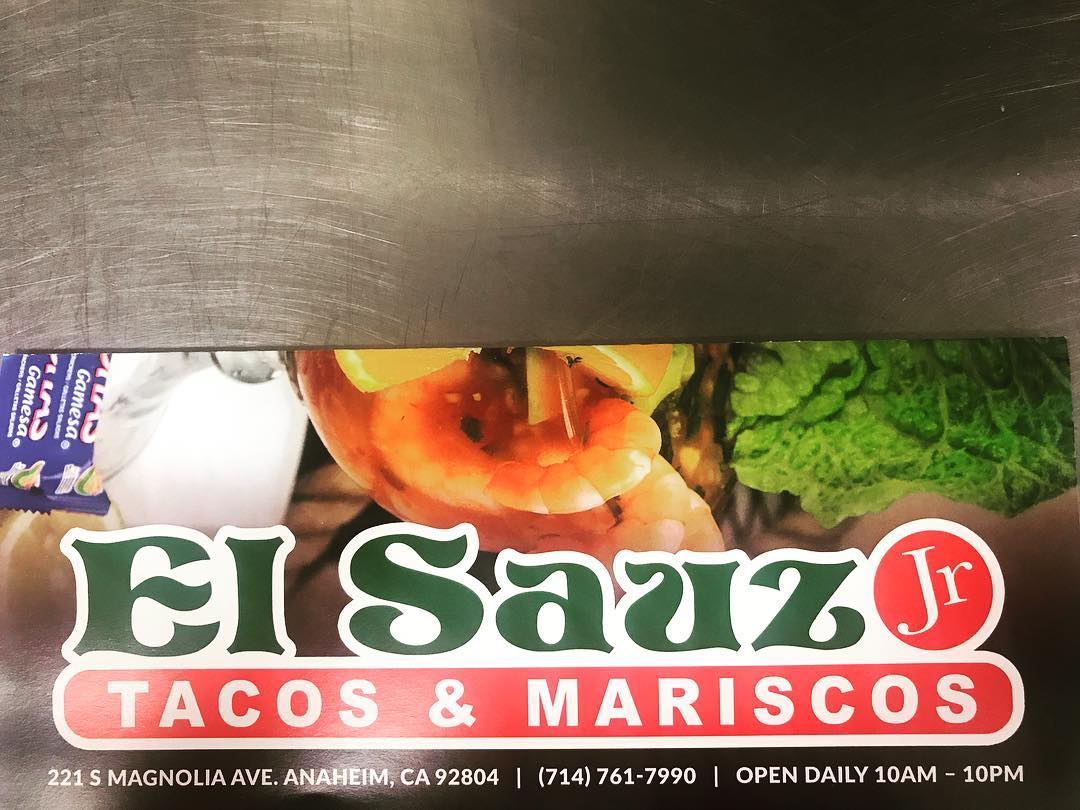 Gamesa
Gamesa
El Sauz Jr
TACOS & MARISCOS
221 S MAGNOLIA AVE. ANAHEIM, CA 92804 | (714) 761-7990 | OPEN DAILY 10AM – 10PM